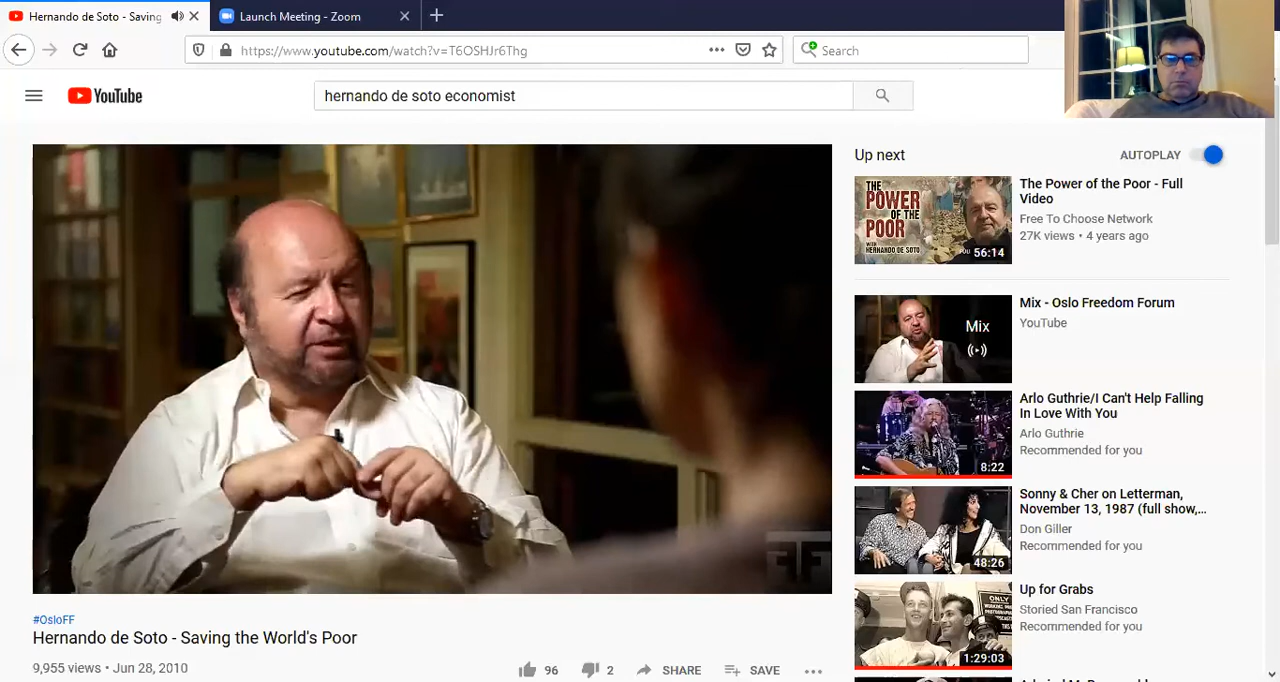 Hernando de Soto - Saving
Launch Meeting - Zoom
https://www.youtube.com/watch?v=T6OSHJr6Thg
Search
YouTube
hernando de soto economist
Up next
AUTOPLAY
THE
POWER
OF THE
POOR
WITH
HERNANDO DE SOTO
56:14
The Power of the Poor - Full
Video
Free To Choose Network
27K views • 4 years ago
Mix
Mix - Oslo Freedom Forum
YouTube
8:22
Arlo Guthrie/I Can't Help Falling
In Love With You
Arlo Guthrie
Recommended for you
48:26
Sonny & Cher on Letterman,
November 13, 1987 (full show,...
Don Giller
Recommended for you
ONLY
1:29:03
Up for Grabs
Storied San Francisco
Recommended for you
#OsloFF
Hernando de Soto - Saving the World's Poor
9,955 views • Jun 28, 2010
96
2
SHARE
SAVE